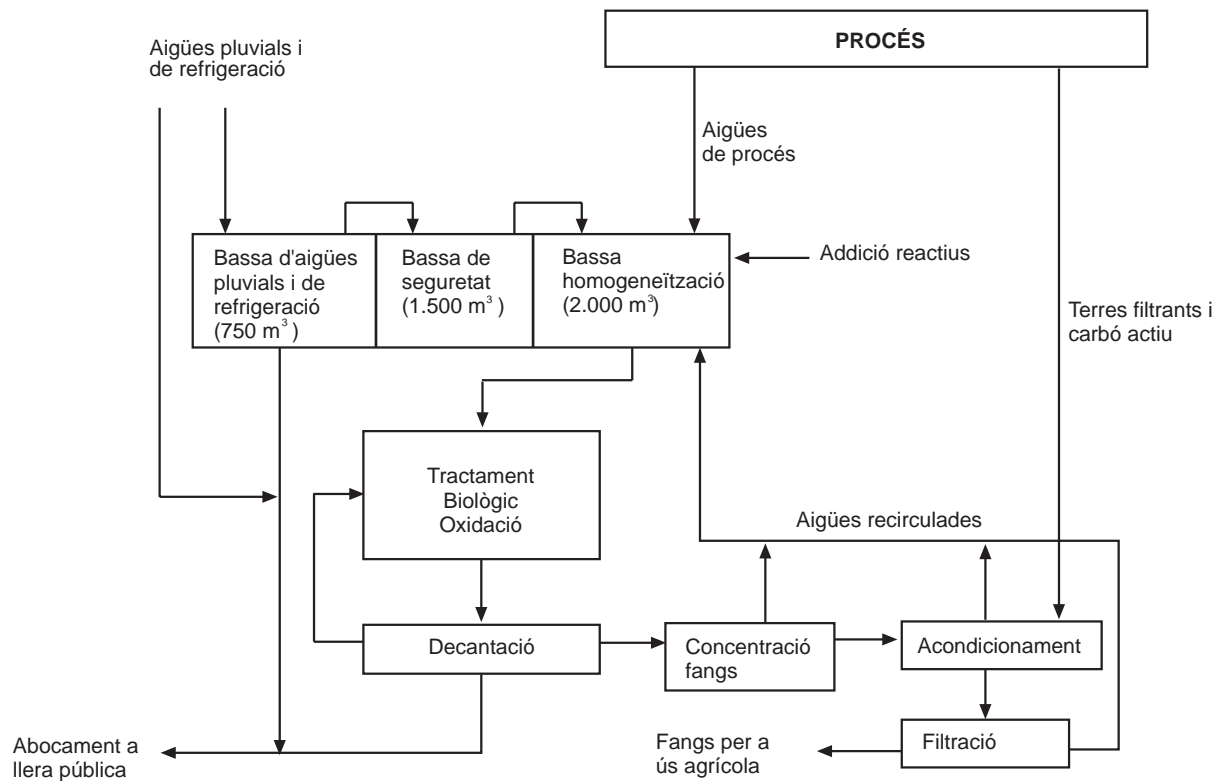 PROCÉS
Aigües pluvials i
de refrigeració
Aigües
de procés
Bassa d'aigües
pluvials i de
refrigeració
(750 m³ )
Bassa de
seguretat
(1.500 m³ )
Bassa
homogeneïtzació
(2.000 m³)
Addició reactius
Terres filtrants i
carbó actiu
Tractament
Biològic
Oxidació
Aigües recirculades
Decantació
Concentració
fangs
Acondicionament
Abocament a
llera pública
Fangs per a
ús agrícola
Filtració